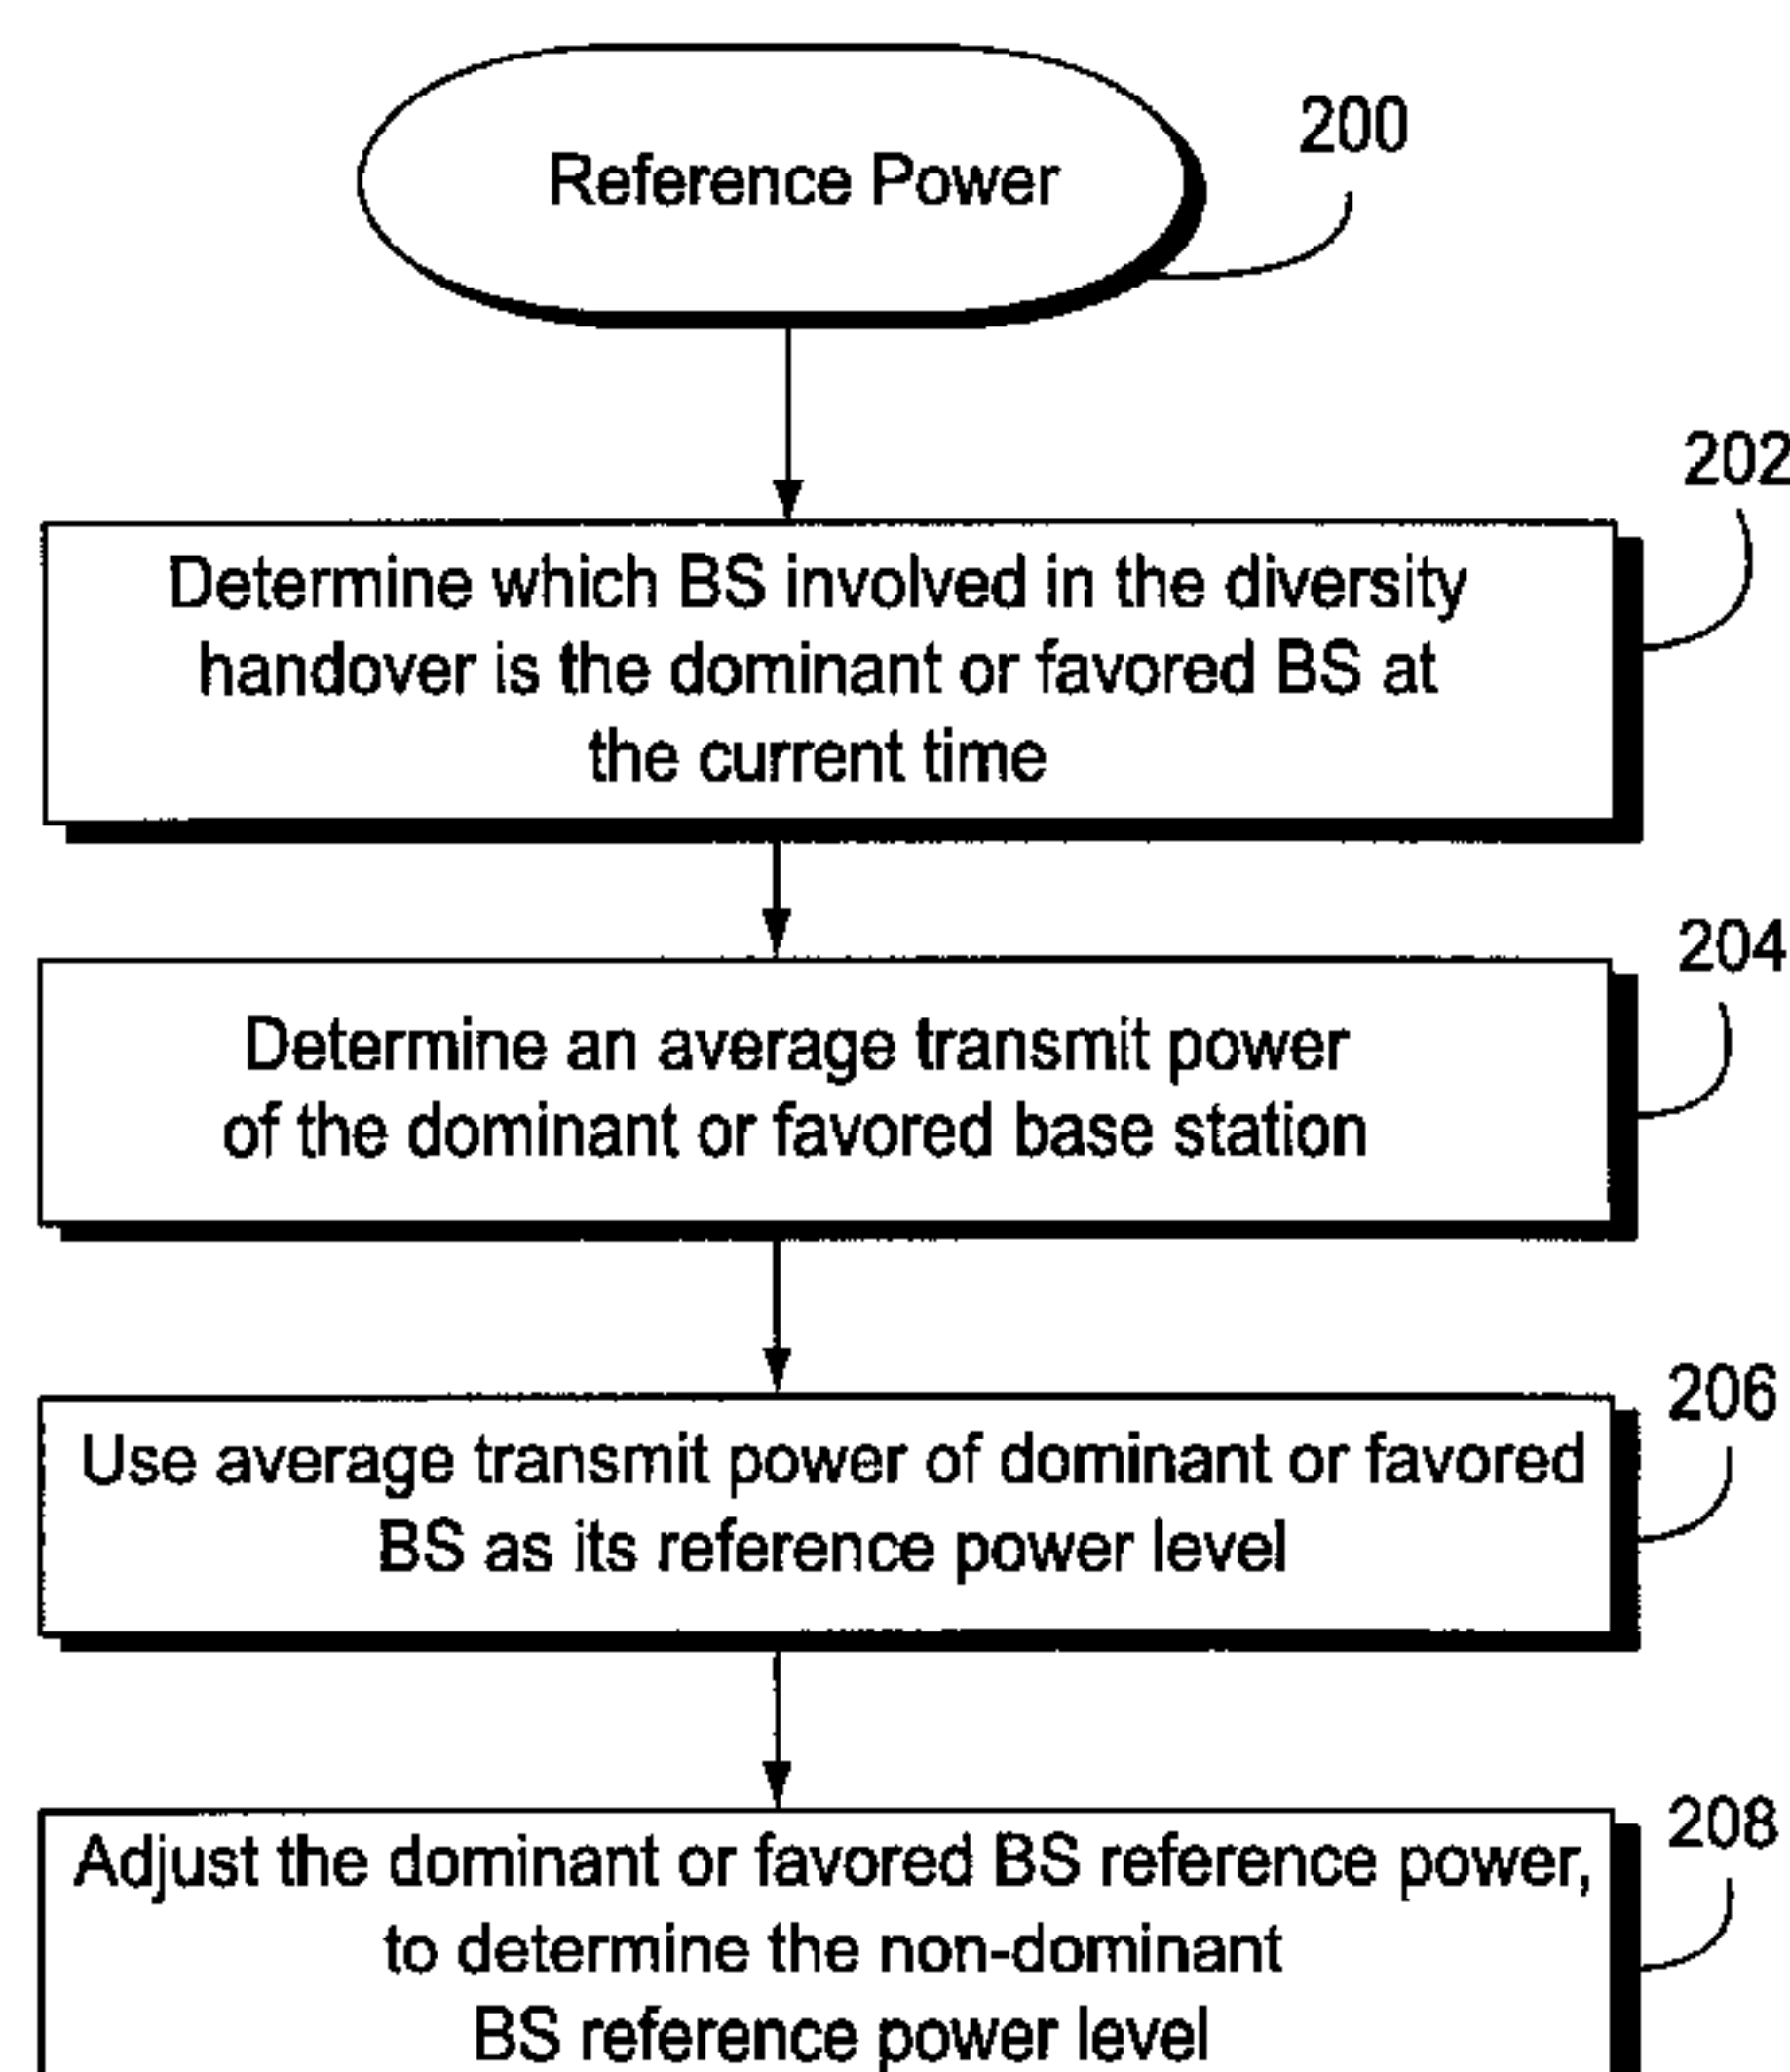 Reference Power
200
202
Determine which BS involved in the diversity
handover is the dominant or favored BS at
the current time
204
Determine an average transmit power
of the dominant or favored base station
206
Use average transmit power of dominant or favored
BS as its reference power level
208
Adjust the dominant or favored BS reference power,
to determine the non-dominant
BS reference power level